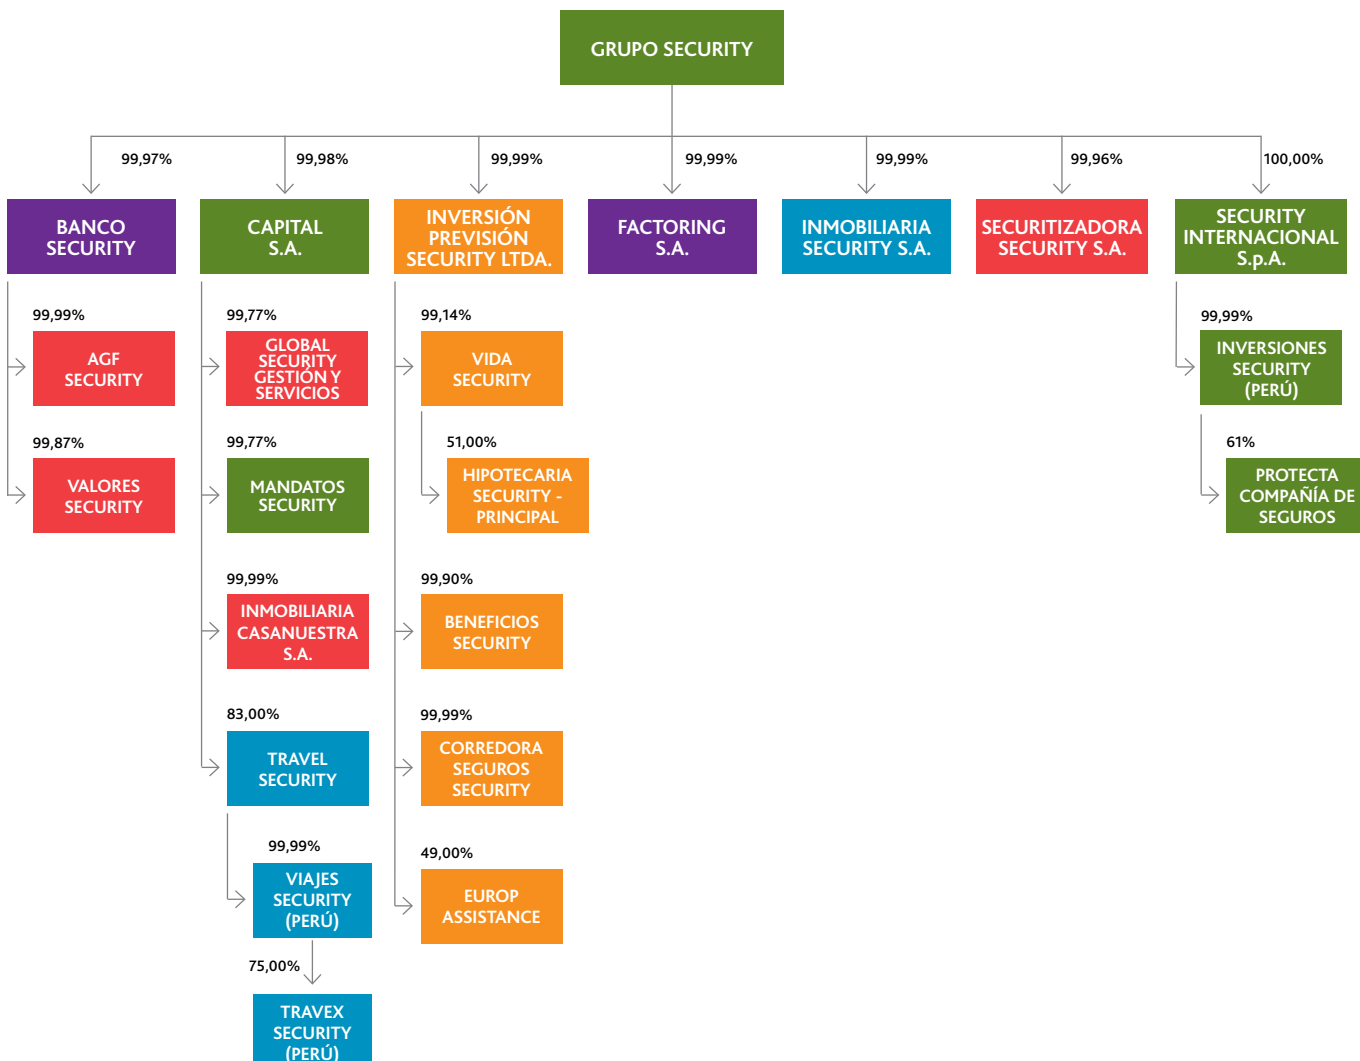 GRUPO SECURITY
99,97%
99,98%
99,99%
99,99%
99,99%
99,96%
100,00%
BANCO
SECURITY
CAPITAL
S.A.
INVERSIÓN
PREVISIÓN
SECURITY LTDA.
FACTORING
S.A.
INMOBILIARIA
SECURITY S.A.
SECURITIZADORA
SECURITY S.A.
SECURITY
INTERNACIONAL
S.p.A.
99,99%
AGF
SECURITY
99,87%
VALORES
SECURITY
99,77%
GLOBAL
SECURITY
GESTIÓN Y
SERVICIOS
99,77%
MANDATOS
SECURITY
99,99%
INMOBILIARIA
CASANUESTRA
S.A.
83,00%
TRAVEL
SECURITY
99,99%
VIAJES
SECURITY
(PERÚ)
75,00%
TRAVEX
SECURITY
(PERÚ)
99,14%
VIDA
SECURITY
51,00%
HIPOTECARIA
SECURITY -
PRINCIPAL
99,90%
BENEFICIOS
SECURITY
99,99%
CORREDORA
SEGUROS
SECURITY
49,00%
EUROP
ASSISTANCE
99,99%
INVERSIONES
SECURITY
(PERÚ)
61%
PROTECTA
COMPAÑÍA DE
SEGUROS